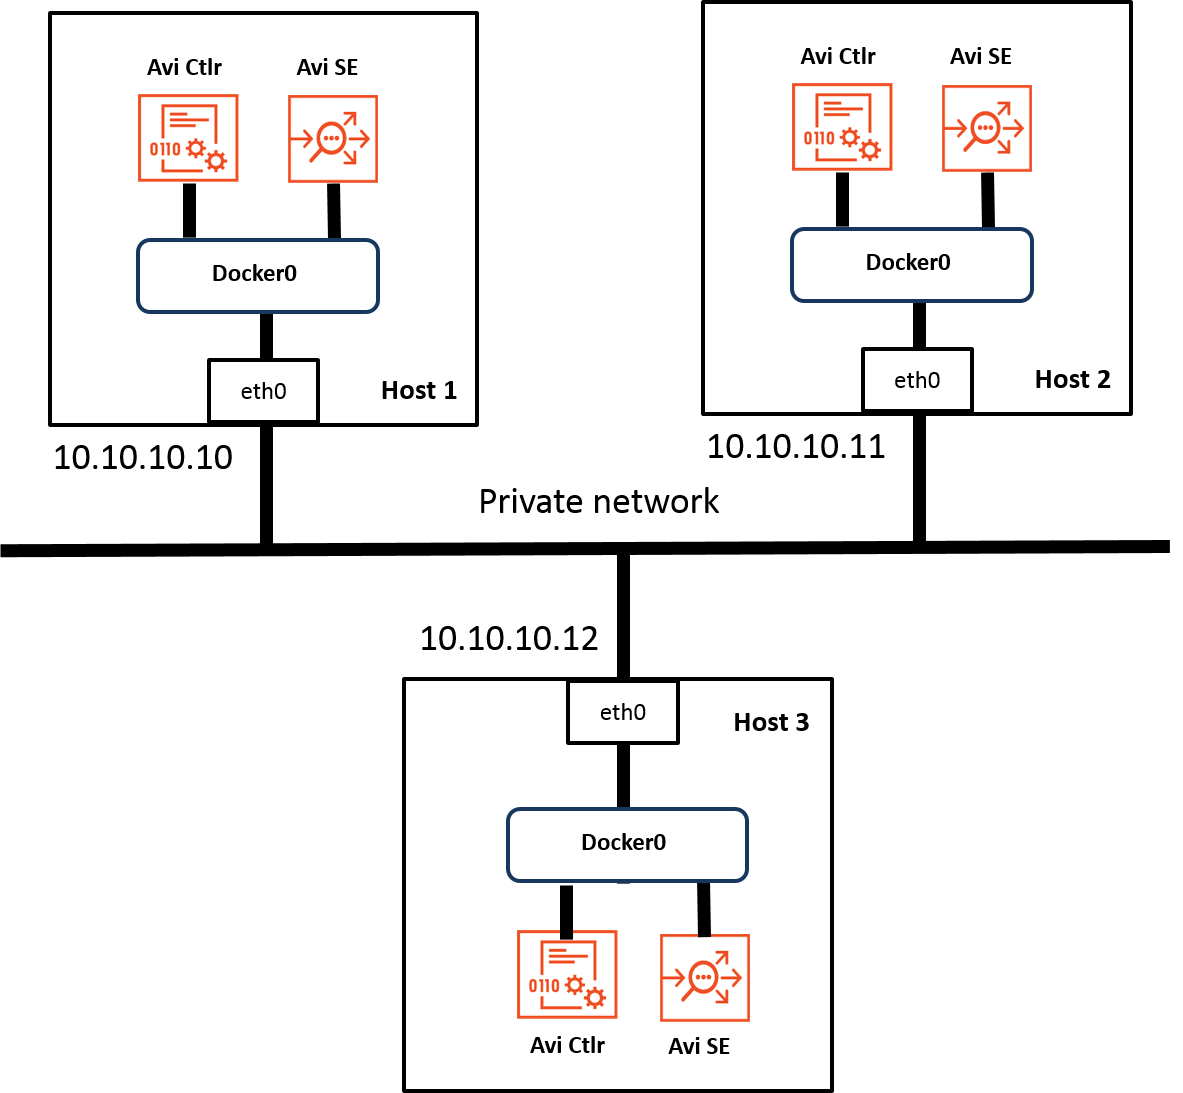 Avi Ctlr
Avi SE
0110
Docker0
eth0
Host 1
10.10.10.10
Avi Ctlr
Avi SE
0110
Docker0
eth0
Host 2
10.10.10.11
Private network
10.10.10.12
eth0
Host 3
Docker0
0110
Avi Ctlr
Avi SE